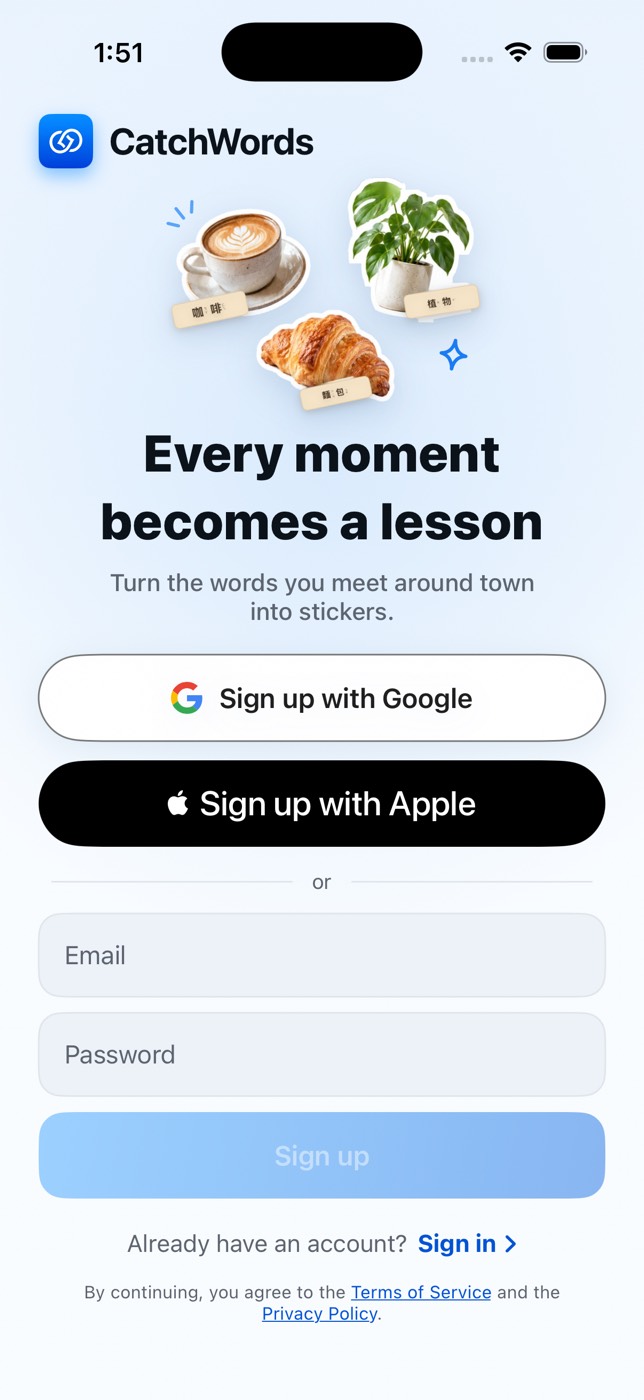 1:51
CatchWords
咖啡
植物
麵包
Every moment
becomes a lesson
Turn the words you meet around town
into stickers.
Sign up with Google
Sign up with Apple
or
Email
Password
Sign up
Already have an account? Sign in
By continuing, you agree to the Terms of Service and the
Privacy Policy.